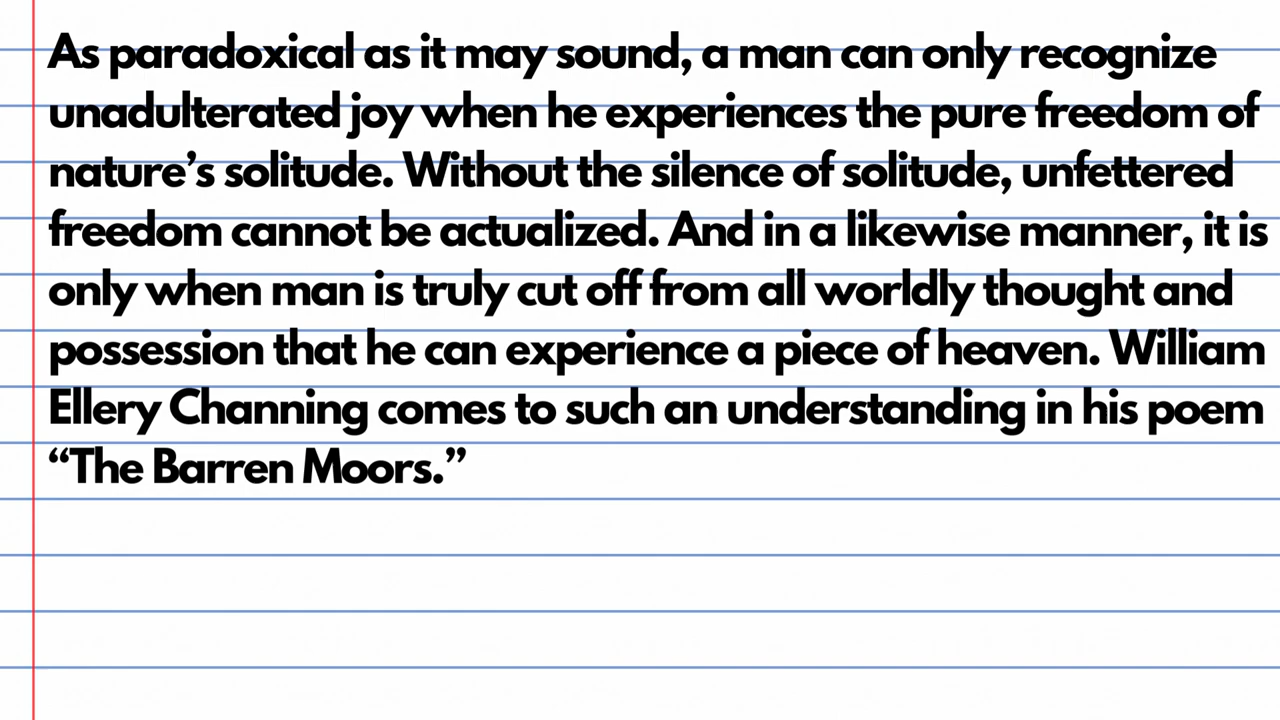 As paradoxical as it may sound, a man can only recognize
unadulterated joy when he experiences the pure freedom of
nature’s solitude. Without the silence of solitude, unfettered
freedom cannot be actualized. And in a likewise manner, it is
only when man is truly cut off from all worldly thought and
possession that he can experience a piece of heaven. William
Ellery Channing comes to such an understanding in his poem
“The Barren Moors.”